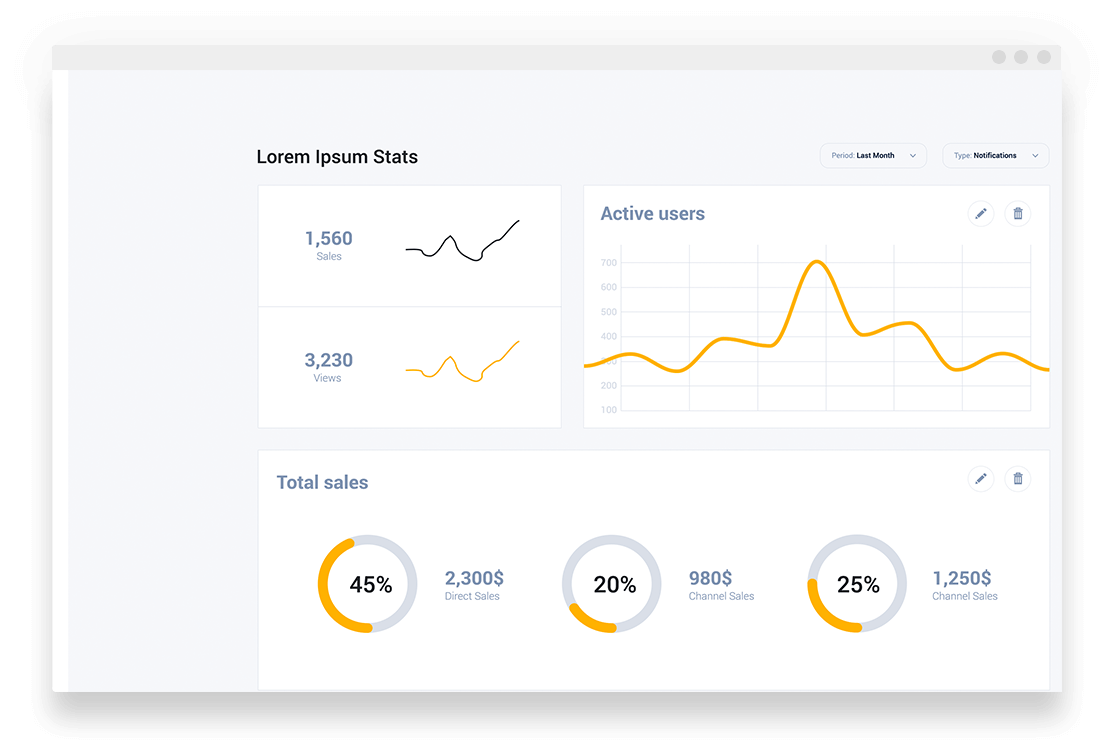 Lorem Ipsum Stats
Period: Last Month
Type: Notifications
1,560
Sales
3,230
Views
Active users
700
600
500
400
200
100
Total sales
45%
2,300$
Direct Sales
20%
980$
Channel Sales
25%
1,250$
Channel Sales